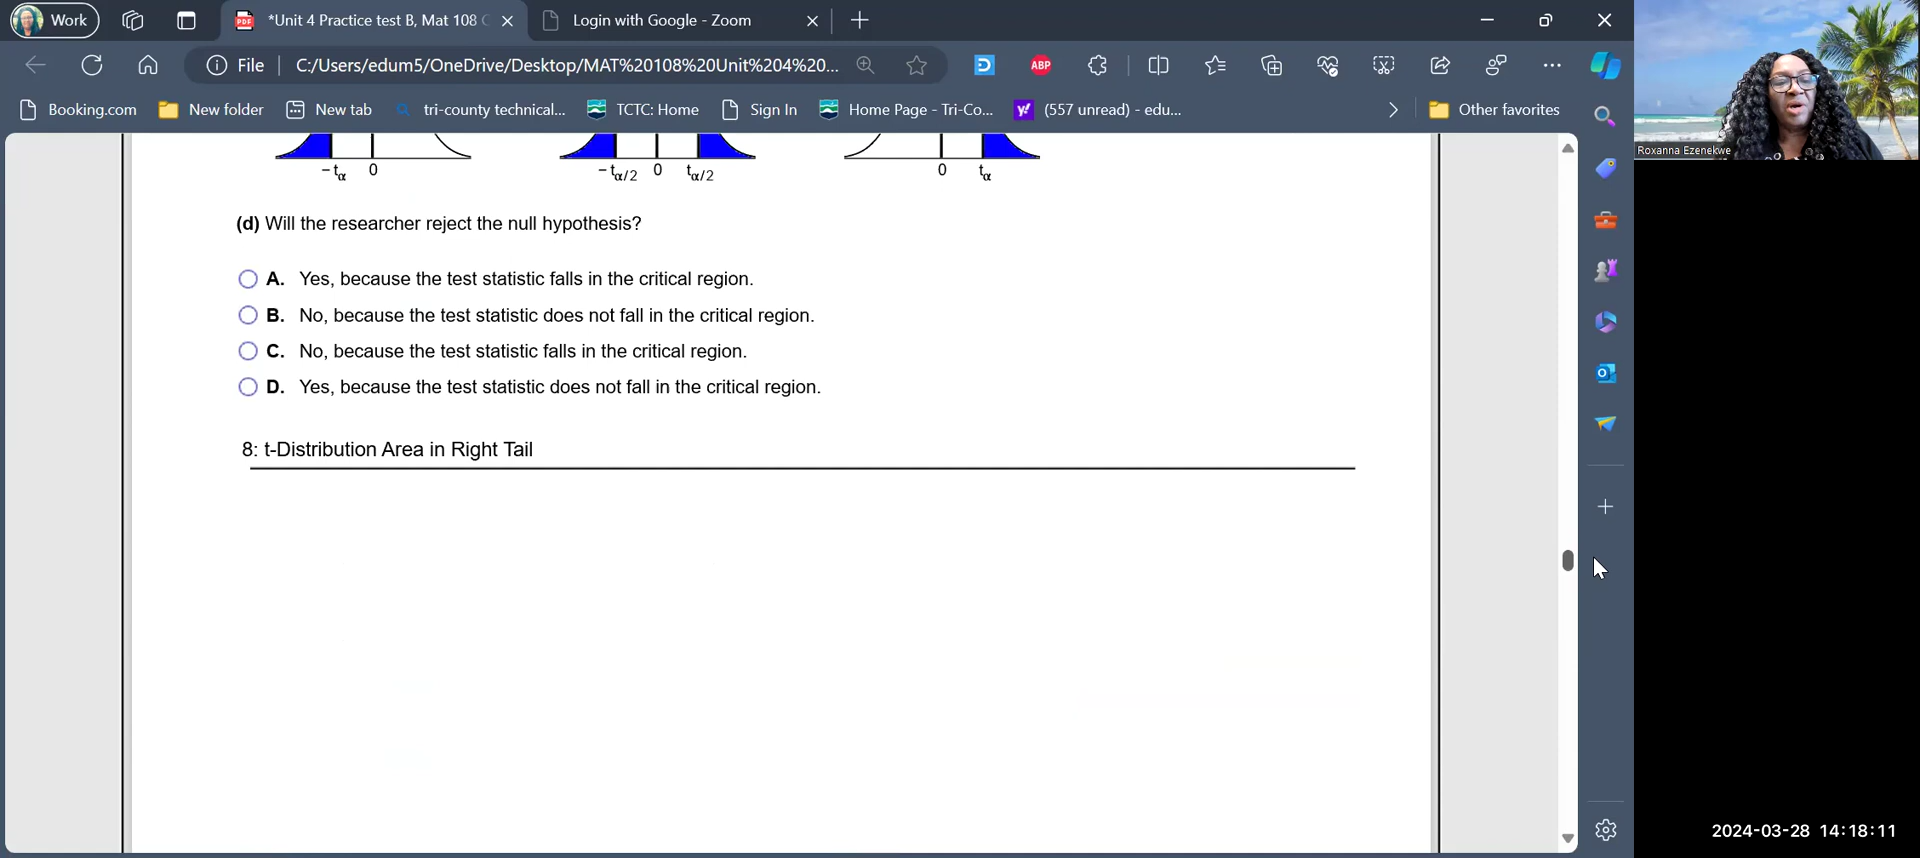 Work
*Unit 4 Practice test B, Mat 108
Login with Google - Zoom
File
C:/Users/edum5/OneDrive/Desktop/MAT%20108%20Unit%204%20...
ABP
Booking.com
New folder
New tab
tri-county technical...
TCTC: Home
Sign In
Home Page - Tri-Co...
(557 unread) - edu...
Other favorites
Roxanna Ezenekwe
-tα 0
-tα/2 0 tα/2
0 tα
(d) Will the researcher reject the null hypothesis?
A. Yes, because the test statistic falls in the critical region.
B. No, because the test statistic does not fall in the critical region.
C. No, because the test statistic falls in the critical region.
D. Yes, because the test statistic does not fall in the critical region.
8: t-Distribution Area in Right Tail
2024-03-28 14:18:11